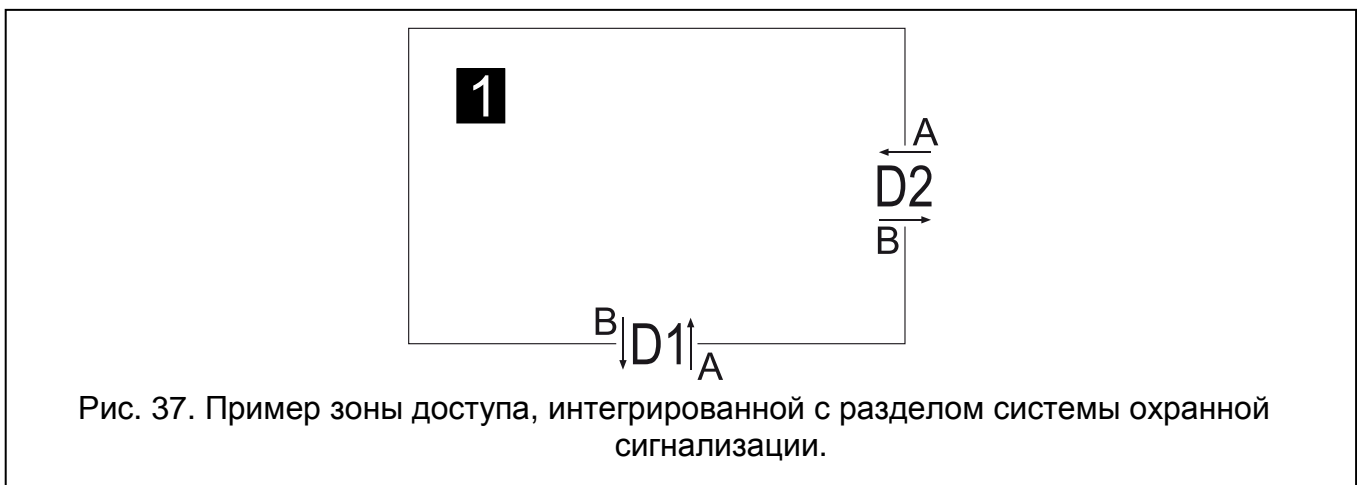 1
A
D2
B
B D1 A
Рис. 37. Пример зоны доступа, интегрированной с разделом системы охранной
сигнализации.